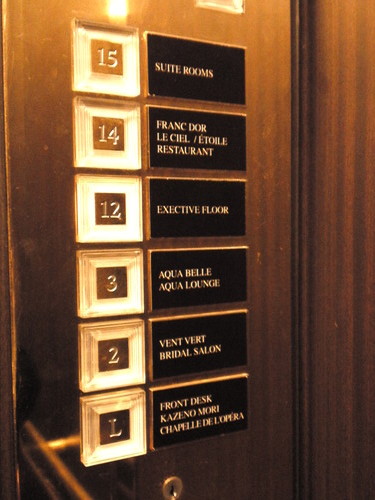 15
SUITE ROOMS
14
FRANC DOR
LE CIEL / ÉTOILE
RESTAURANT
12
EXECTIVE FLOOR
3
AQUA BELLE
AQUA LOUNGE
2
VENT VERT
BRIDAL SALON
L
FRONT DESK
KAZENO MORI
CHAPELLE DE L'OPÉRA